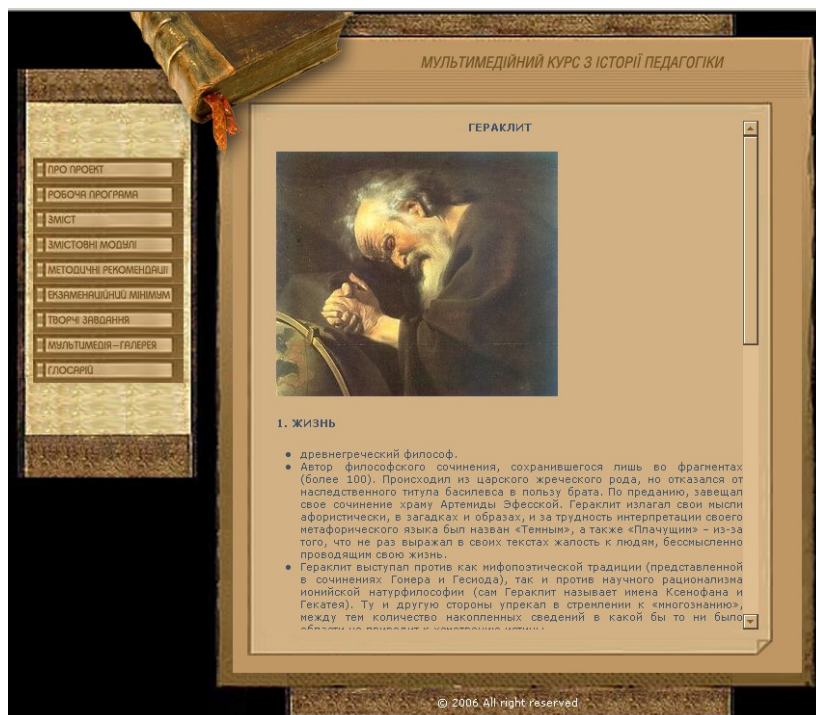 МУЛЬТИМЕДІЙНИЙ КУРС З ІСТОРІЇ ПЕДАГОГІКИ
ПРО ПРОЕКТ
РОБОЧА ПРОГРАМА
ЗМІСТ
ЗМІСТОВНІ МОДУЛІ
МЕТОДИЧНІ РЕКОМЕНДАЦІЇ
ЕКЗАМЕНАЦІЙНИЙ МІНІМУМ
ТВОРЧІ ЗАВДАННЯ
МУЛЬТИМЕДІЯ–ГАЛЕРЕЯ
ГЛОСАРІЙ
ГЕРАКЛИТ
1. ЖИЗНЬ
• древнегреческий философ.
• Автор философского сочинения, сохранившегося лишь во фрагментах
(более 100). Происходил из царского жреческого рода, но отказался от
наследственного титула басилевса в пользу брата. По преданию, завещал
свое сочинение храму Артемиды Эфесской. Гераклит излагал свои мысли
афористически, в загадках и образах, и за трудность интерпретации своего
метафорического языка был назван «Темным», а также «Плачущим» – из-за
того, что не раз выражал в своих текстах жалость к людям, бессмысленно
проводящим свою жизнь.
• Гераклит выступал против как мифопоэтической традиции (представленной
в сочинениях Гомера и Гесиода), так и против научного рационализма
ионийской натурфилософии (сам Гераклит называет имена Ксенофана и
Гекатея). Ту и другую стороны упрекал в стремлении к «многознанию»,
между тем количество накопленных сведений в какой бы то ни было
© 2006 All right reserved